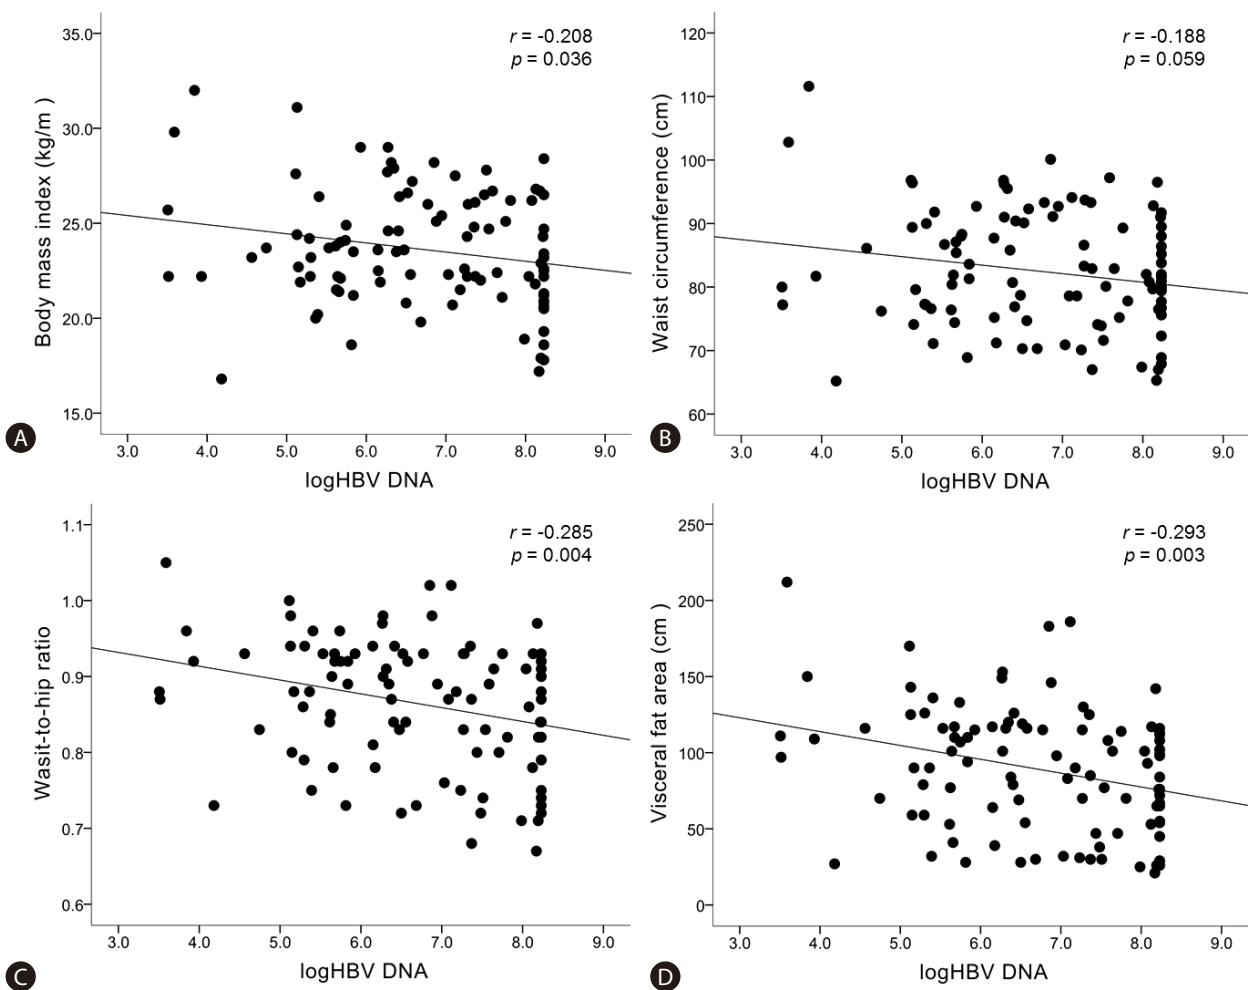 r = -0.208
p = 0.036
35.0
30.0
25.0
20.0
15.0
Body mass index (kg/m )
3.0 4.0 5.0 6.0 7.0 8.0 9.0
logHBV DNA
A
r = -0.188
p = 0.059
120
110
100
90
80
70
60
Waist circumference (cm)
3.0 4.0 5.0 6.0 7.0 8.0 9.0
logHBV DNA
B
r = -0.285
p = 0.004
1.1
1.0
0.9
0.8
0.7
0.6
Wasit-to-hip ratio
3.0 4.0 5.0 6.0 7.0 8.0 9.0
logHBV DNA
C
r = -0.293
p = 0.003
250
200
150
100
50
0
Visceral fat area (cm )
3.0 4.0 5.0 6.0 7.0 8.0 9.0
logHBV DNA
D